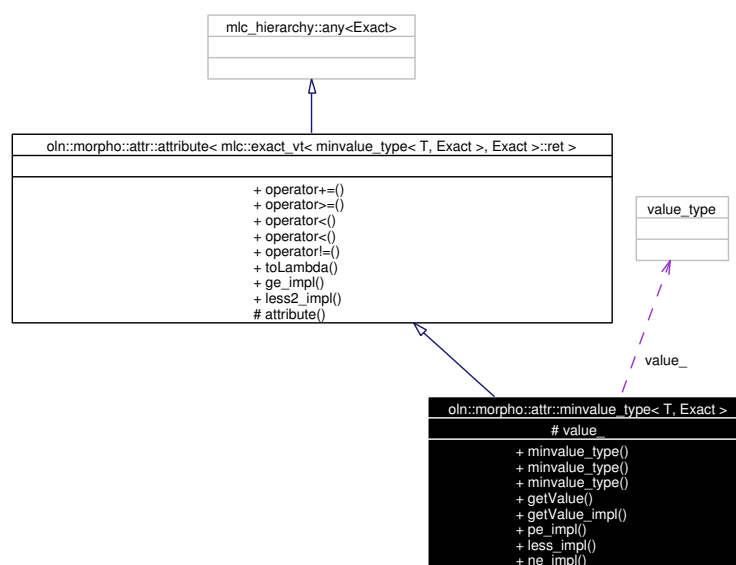 mlc_hierarchy::any<Exact>
oln::morpho::attr::attribute< mlc::exact_vt< minvalue_type< T, Exact >, Exact >::ret >
+ operator+=()
+ operator>=()
+ operator<()
+ operator<()
+ operator!=()
+ toLambda()
+ ge_impl()
+ less2_impl()
# attribute()
value_type
value_
oln::morpho::attr::minvalue_type< T, Exact >
# value_
+ minvalue_type()
+ minvalue_type()
+ minvalue_type()
+ getValue()
+ getValue_impl()
+ pe_impl()
+ less_impl()
+ ne_impl()